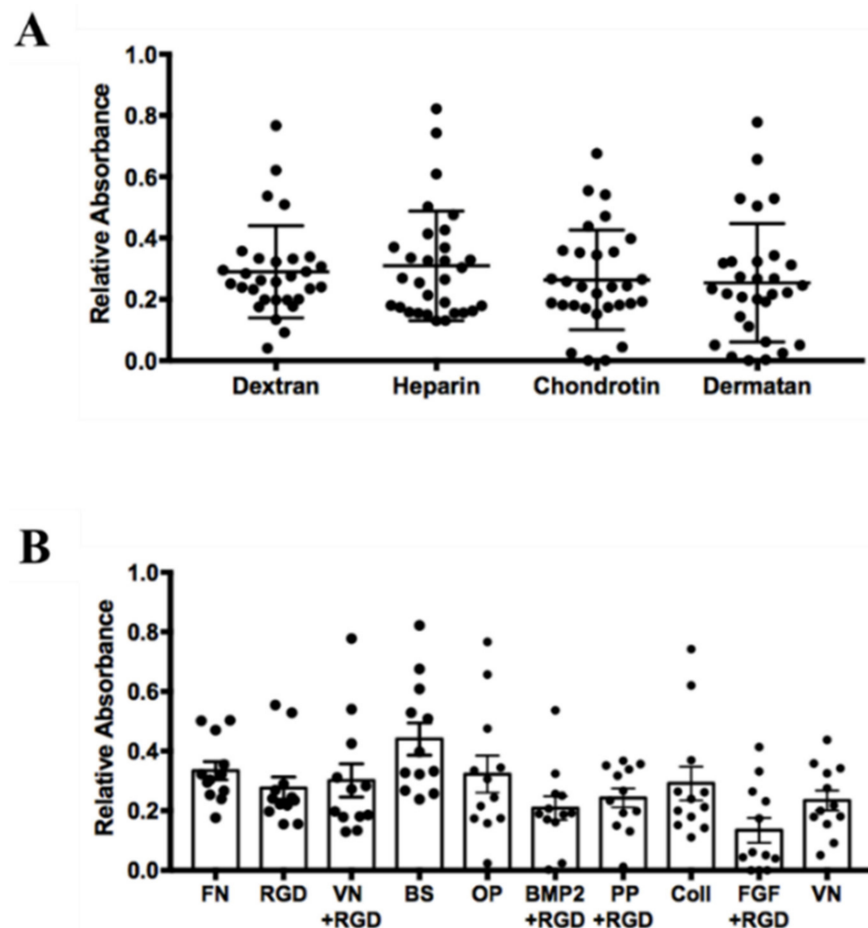 A
Relative Absorbance
1.0
0.8
0.6
0.4
0.2
0.0
Dextran Heparin Chondrotin Dermatan
B
Relative Absorbance
1.0
0.8
0.6
0.4
0.2
0.0
FN RGD VN BS OP BMP2 PP Coll FGF VN
+RGD +RGD +RGD +RGD